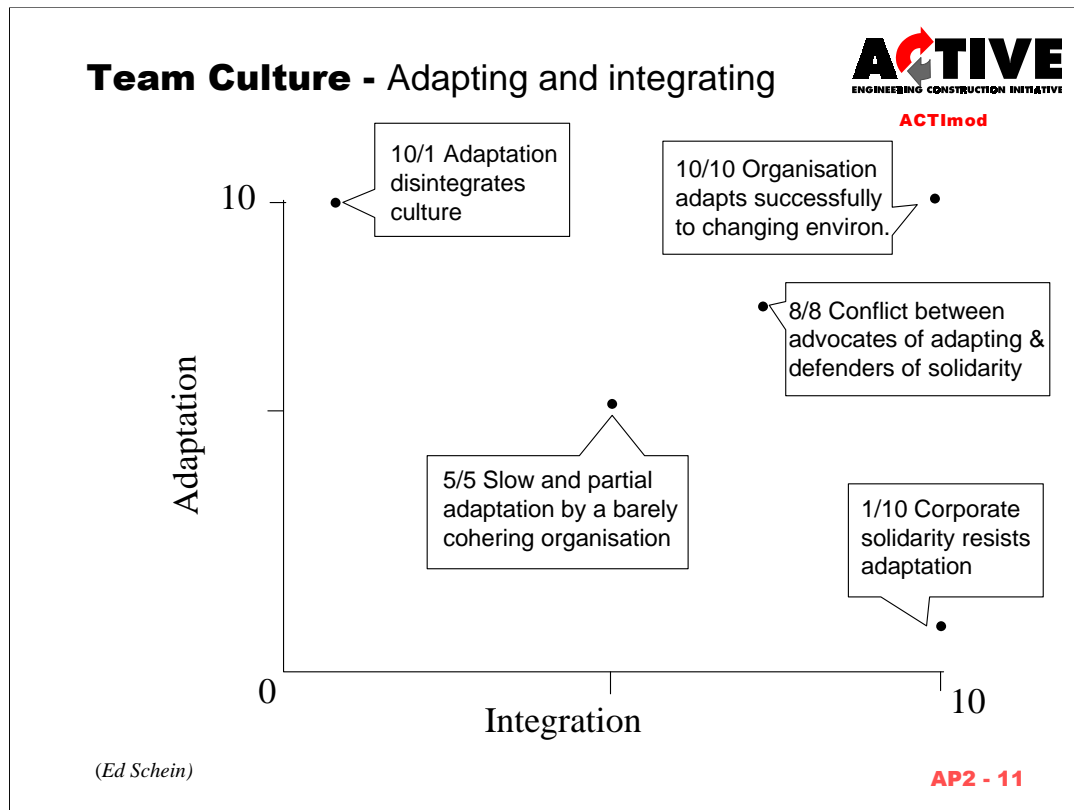 Team Culture - Adapting and integrating
ACTIVE
ENGINEERING CONSTRUCTION INITIATIVE
ACTImod
10/1 Adaptation
disintegrates
culture
10/10 Organisation
adapts successfully
to changing environ.
10
8/8 Conflict between
advocates of adapting &
defenders of solidarity
Adaptation
5/5 Slow and partial
adaptation by a barely
cohering organisation
1/10 Corporate
solidarity resists
adaptation
0
10
Integration
(Ed Schein)
AP2 - 11